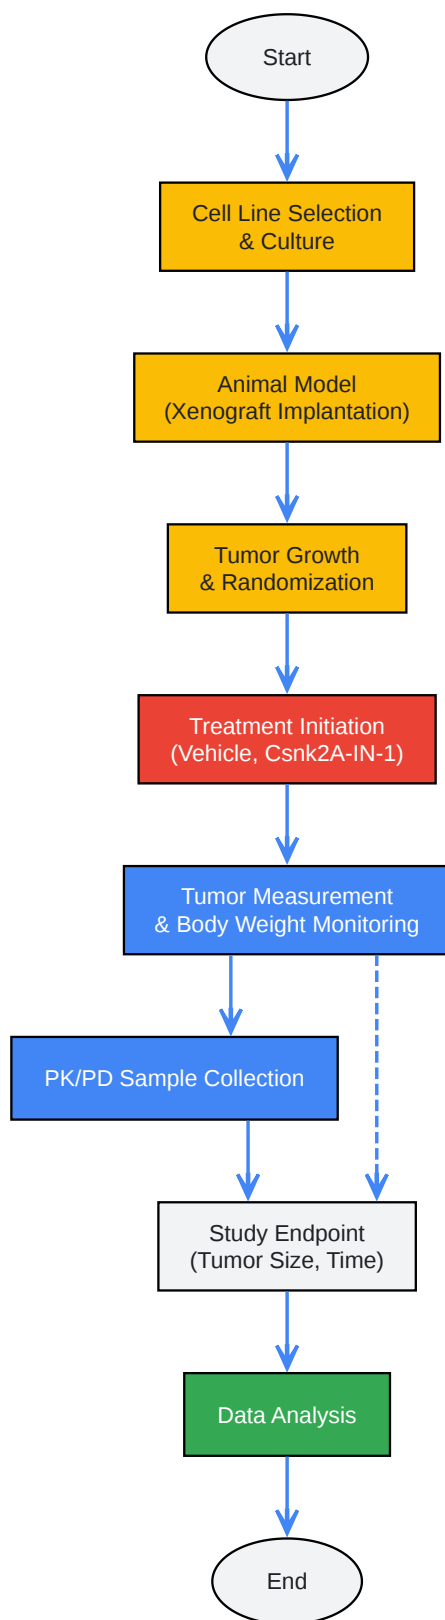 Start
Cell Line Selection
& Culture
Animal Model
(Xenograft Implantation)
Tumor Growth
& Randomization
Treatment Initiation
(Vehicle, Csnk2A-IN-1)
Tumor Measurement
& Body Weight Monitoring
PK/PD Sample Collection
Study Endpoint
(Tumor Size, Time)
Data Analysis
End